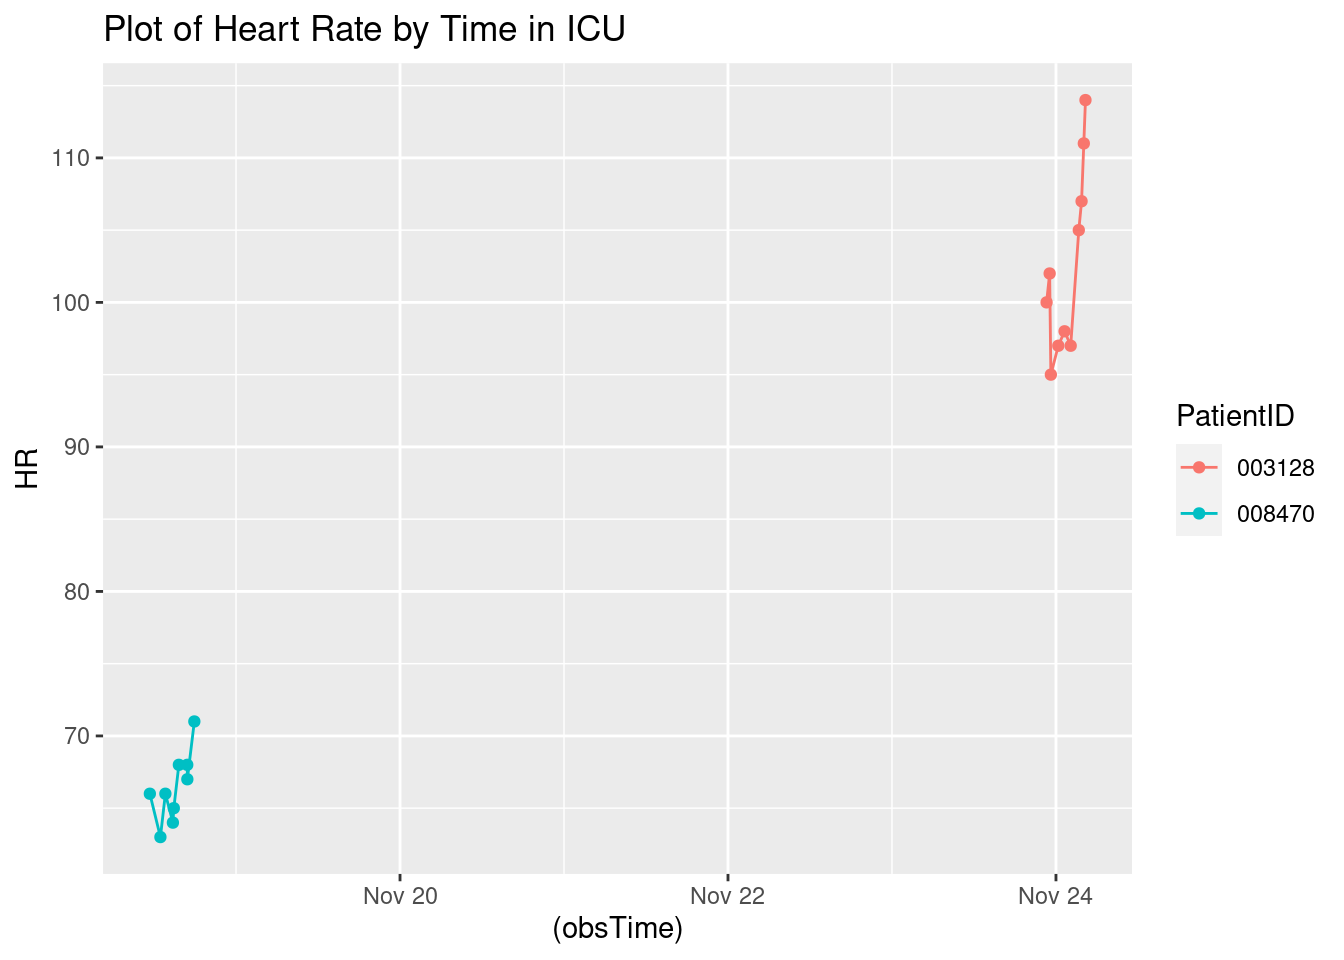 Plot of Heart Rate by Time in ICU
110
100
90
80
70
HR
Nov 20
Nov 22
Nov 24
(obsTime)
PatientID
003128
008470